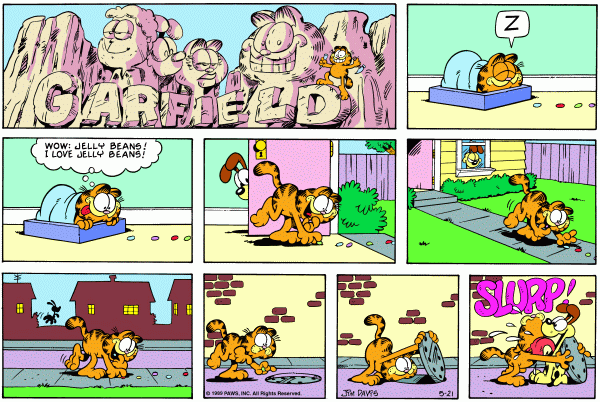 GARFIELD
Z
WOW! JELLY BEANS!
I LOVE JELLY BEANS!
© 1989 PAWS, INC. All Rights Reserved.
JIM DAVIS
5-21
SLURP!